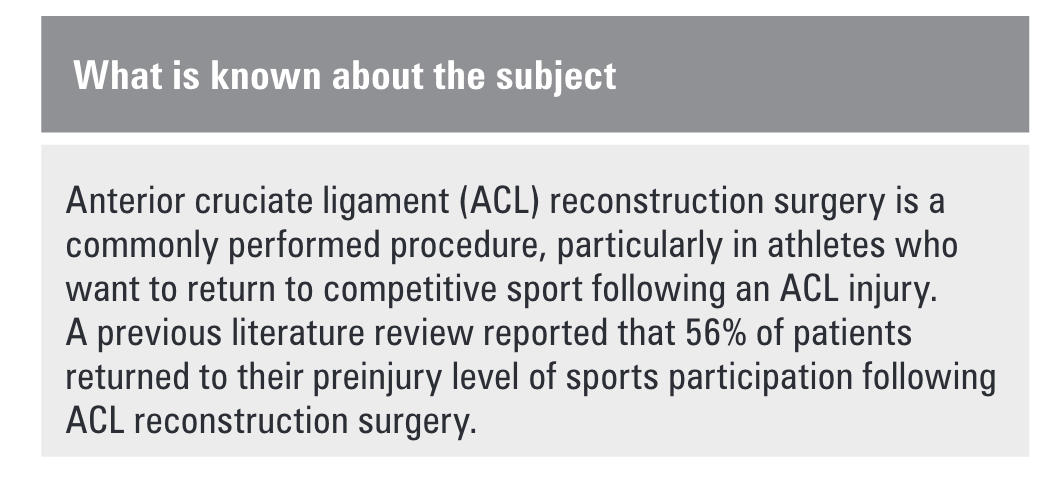 What is known about the subject
Anterior cruciate ligament (ACL) reconstruction surgery is a
commonly performed procedure, particularly in athletes who
want to return to competitive sport following an ACL injury.
A previous literature review reported that 56% of patients
returned to their preinjury level of sports participation following
ACL reconstruction surgery.